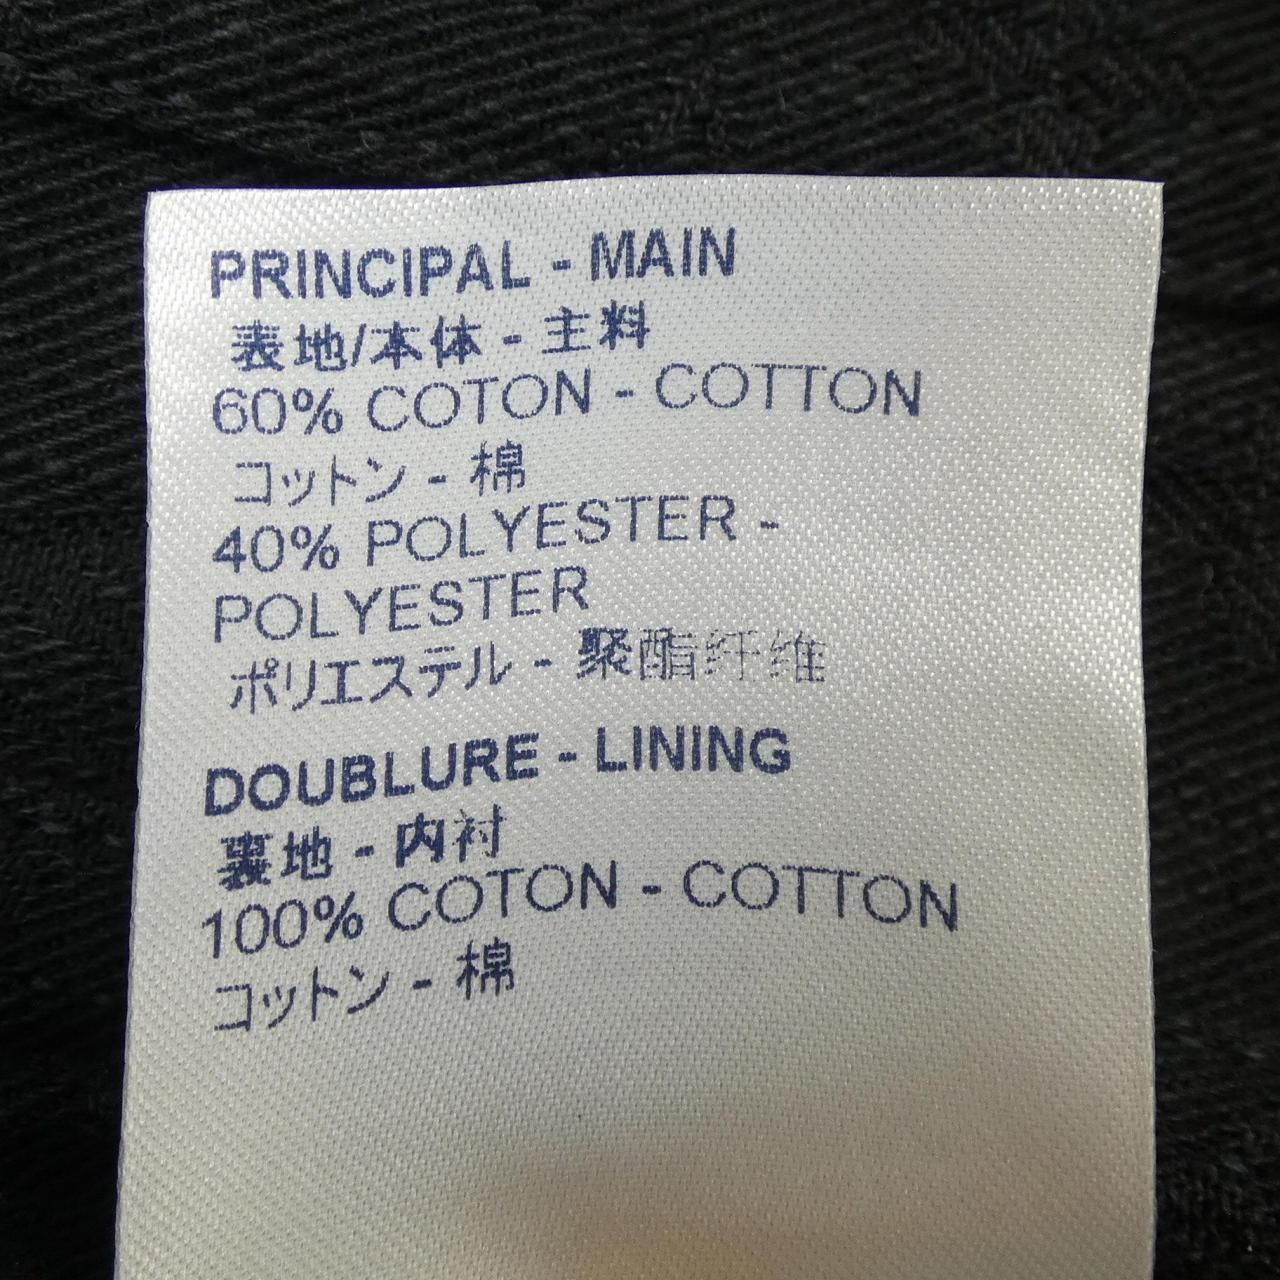 PRINCIPAL - MAIN
表地/本体 - 主料
60% COTON - COTTON
コットン - 棉
40% POLYESTER -
POLYESTER
ポリエステル - 聚酯纤维
DOUBLURE - LINING
裏地 - 内衬
100% COTON - COTTON
コットン - 棉